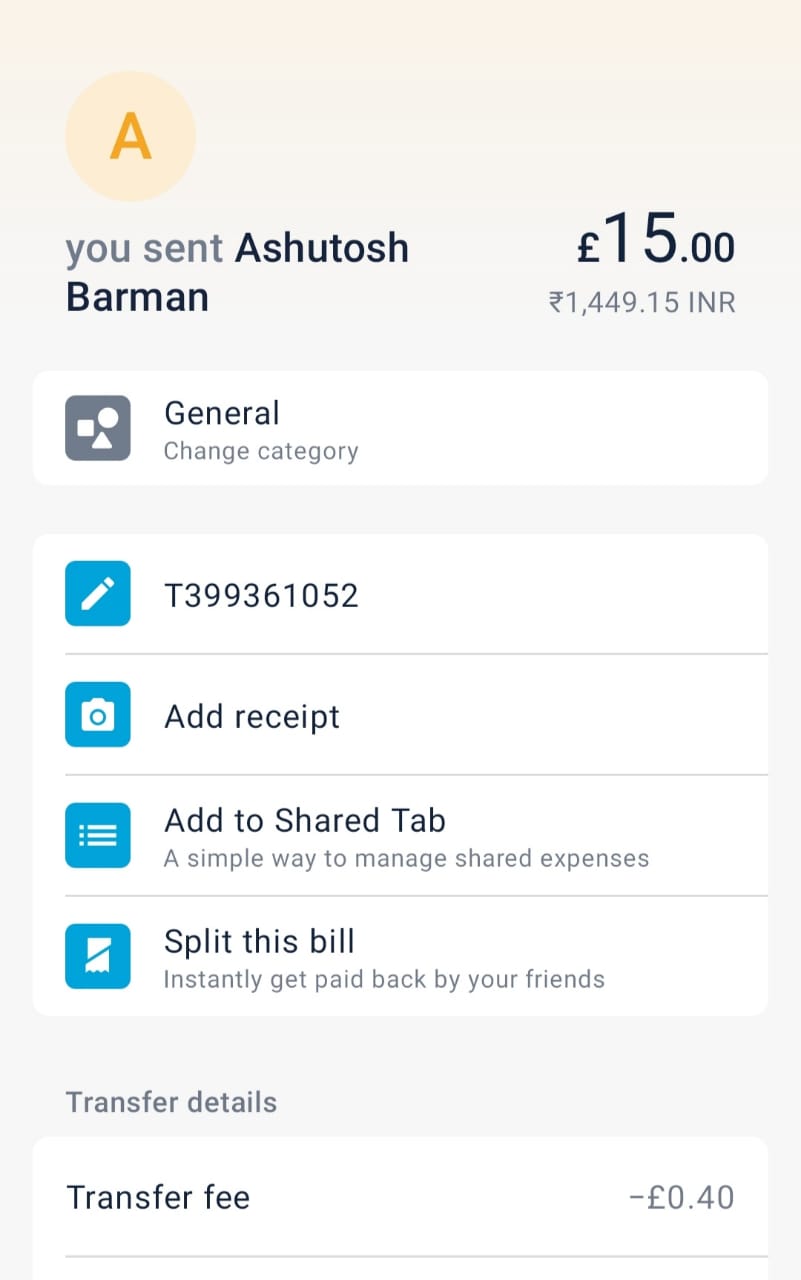 A
you sent Ashutosh
Barman
£15.00
₹1,449.15 INR
General
Change category
T399361052
Add receipt
Add to Shared Tab
A simple way to manage shared expenses
Split this bill
Instantly get paid back by your friends
Transfer details
Transfer fee
−£0.40